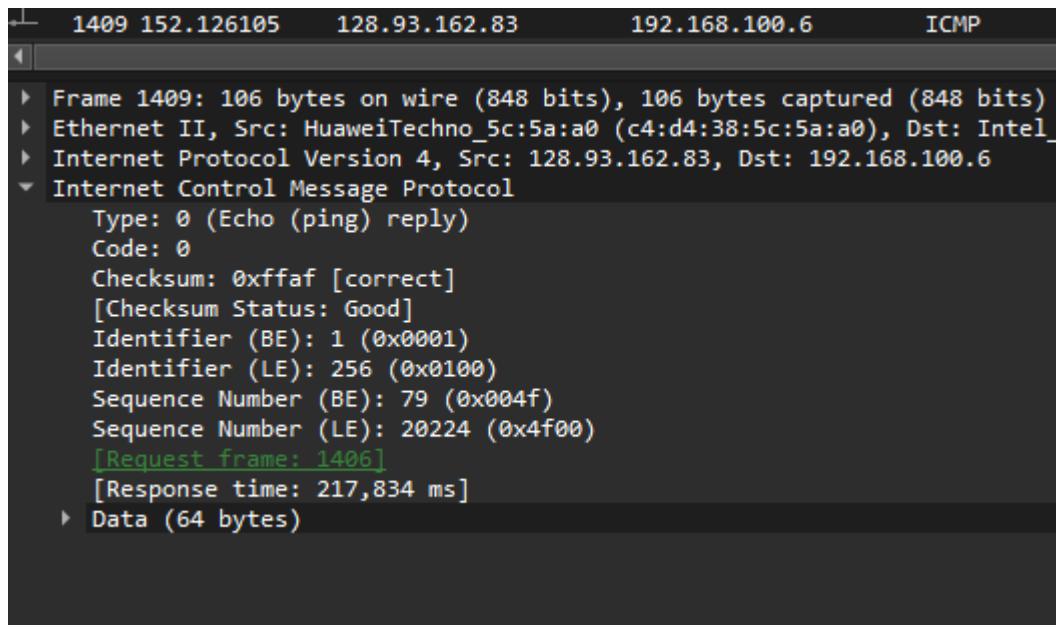 1409 152.126105 128.93.162.83 192.168.100.6 ICMP
Frame 1409: 106 bytes on wire (848 bits), 106 bytes captured (848 bits)
Ethernet II, Src: HuaweiTechno_5c:5a:a0 (c4:d4:38:5c:5a:a0), Dst: Intel_
Internet Protocol Version 4, Src: 128.93.162.83, Dst: 192.168.100.6
Internet Control Message Protocol
Type: 0 (Echo (ping) reply)
Code: 0
Checksum: 0xffaf [correct]
[Checksum Status: Good]
Identifier (BE): 1 (0x0001)
Identifier (LE): 256 (0x0100)
Sequence Number (BE): 79 (0x004f)
Sequence Number (LE): 20224 (0x4f00)
[Request frame: 1406]
[Response time: 217,834 ms]
Data (64 bytes)